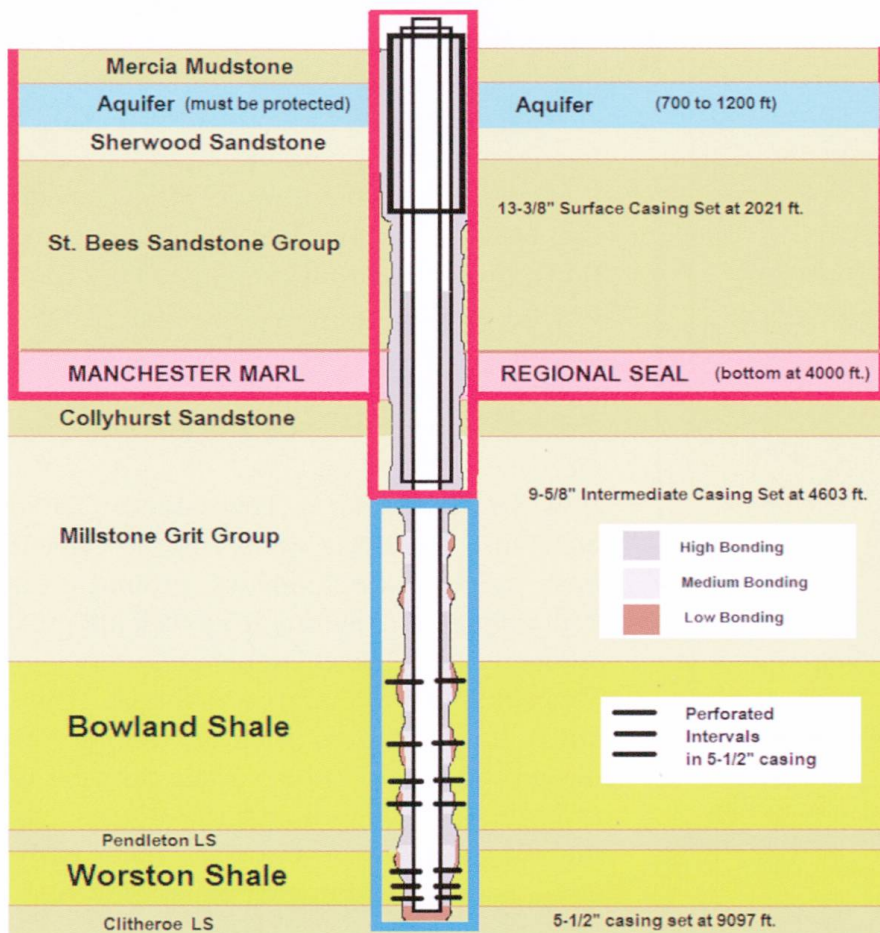 Mercia Mudstone
Aquifer (must be protected)
Aquifer (700 to 1200 ft)
Sherwood Sandstone
13-3/8" Surface Casing Set at 2021 ft.
St. Bees Sandstone Group
MANCHESTER MARL
REGIONAL SEAL (bottom at 4000 ft.)
Collyhurst Sandstone
9-5/8" Intermediate Casing Set at 4603 ft.
Millstone Grit Group
High Bonding
Medium Bonding
Low Bonding
Bowland Shale
Perforated
Intervals
in 5-1/2" casing
Pendleton LS
Worston Shale
Clitheroe LS
5-1/2" casing set at 9097 ft.